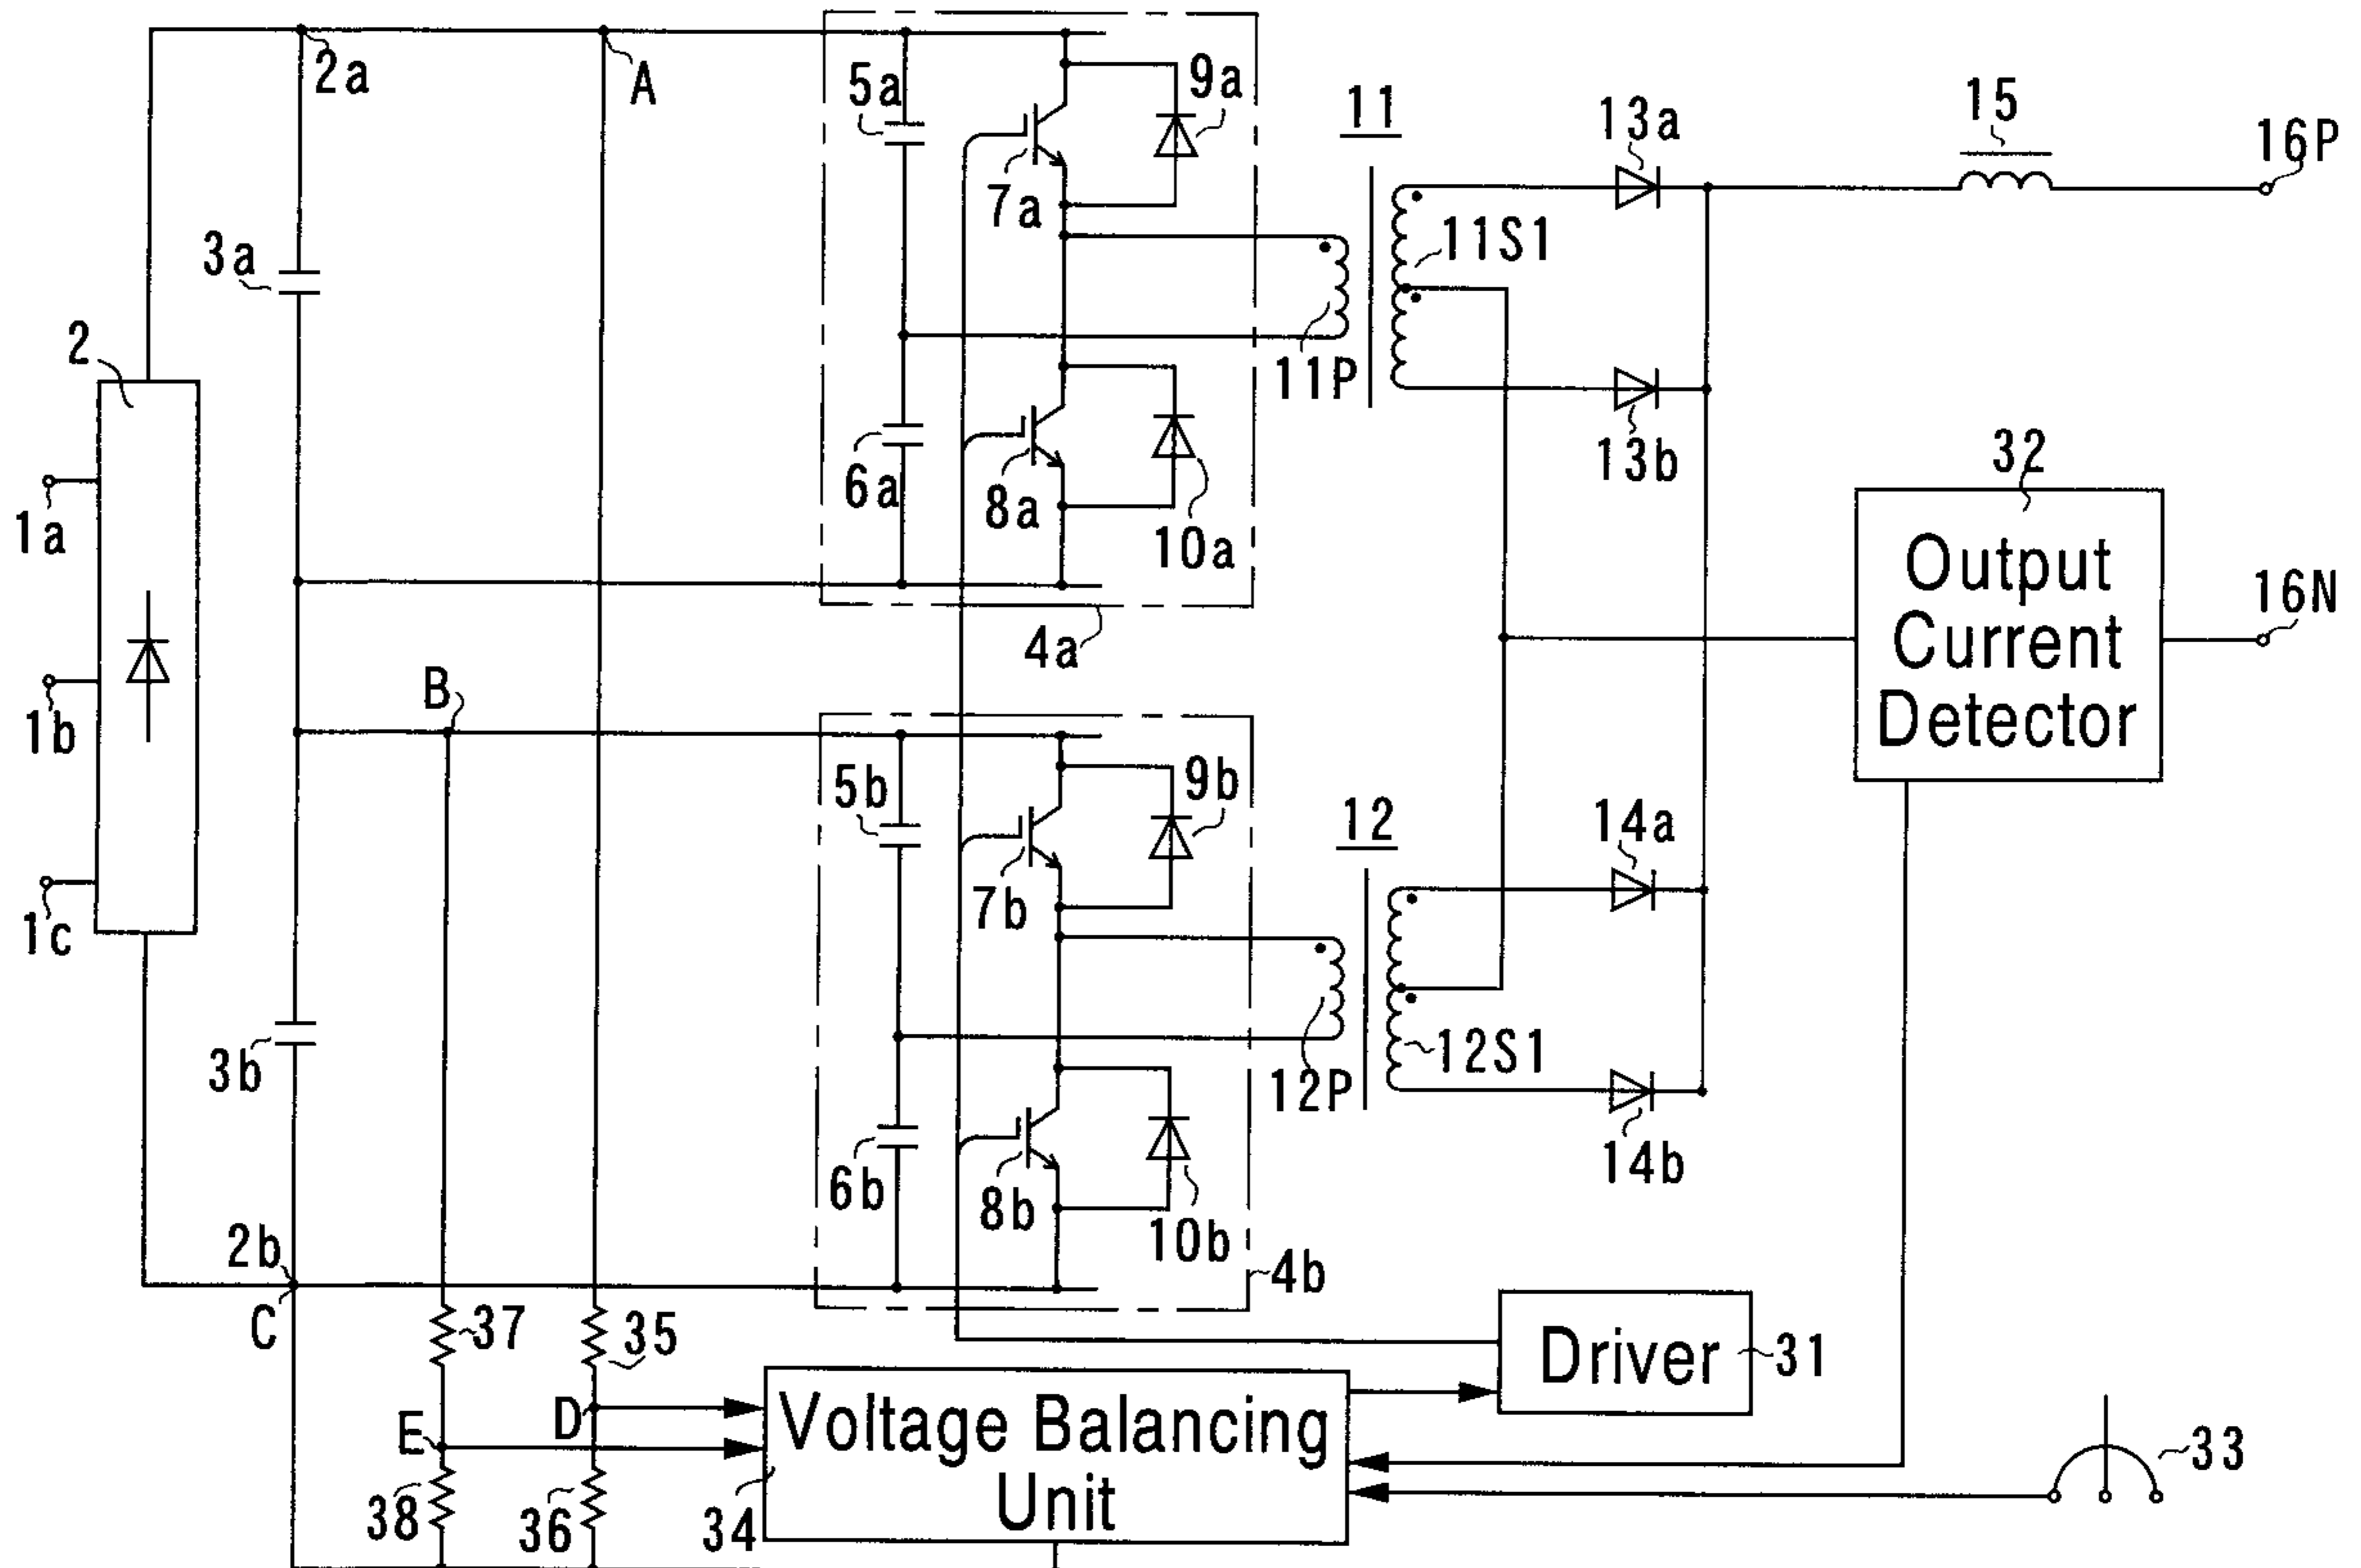 2a
A
5a
9a
11
13a
15
16P
7a
11S1
3a
2
11P
13b
32
6a
8a
10a
1a
Output
Current
Detector
16N
4a
B
1b
5b
9b
12
14a
7b
1c
3b
12P
12S1
14b
6b
8b
10b
2b
4b
C
37
35
Driver
31
E
D
Voltage Balancing
Unit
33
38
36
34